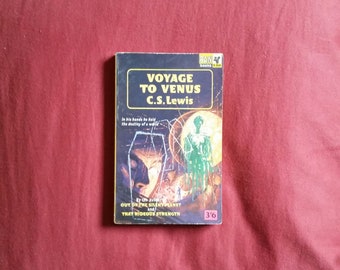 PAN
VOYAGE
TO VENUS
C.S. Lewis
In his hands he held
the destiny of a world
By the author of
OUT OF THE SILENT PLANET
and
THAT HIDEOUS STRENGTH
3'6